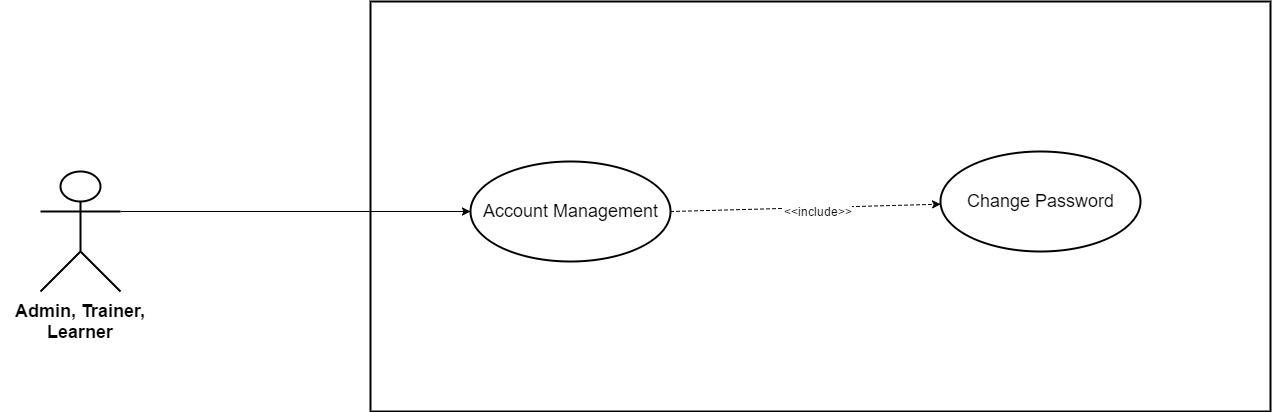 Account Management
<<include>>
Change Password
Admin, Trainer,
Learner